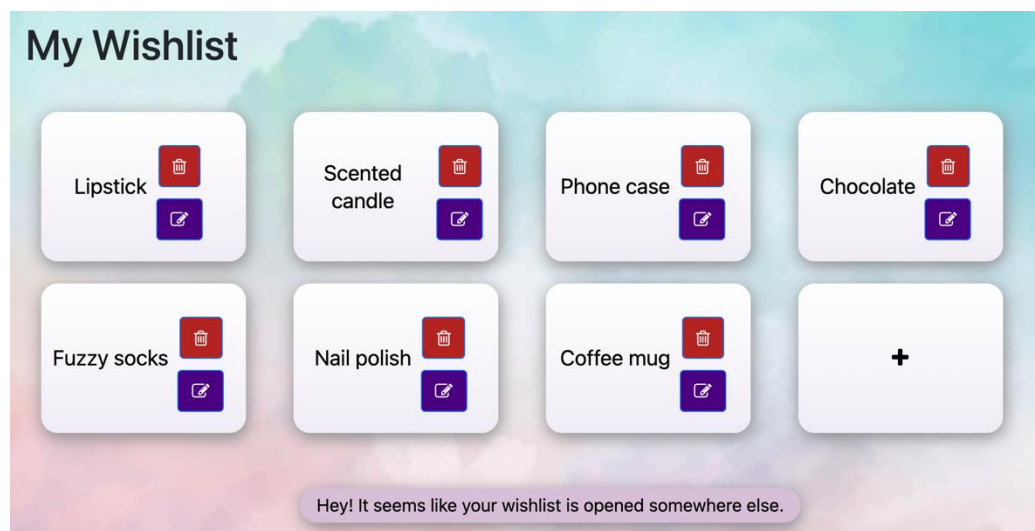 My Wishlist
Lipstick
Scented
candle
Phone case
Chocolate
Fuzzy socks
Nail polish
Coffee mug
+
Hey! It seems like your wishlist is opened somewhere else.